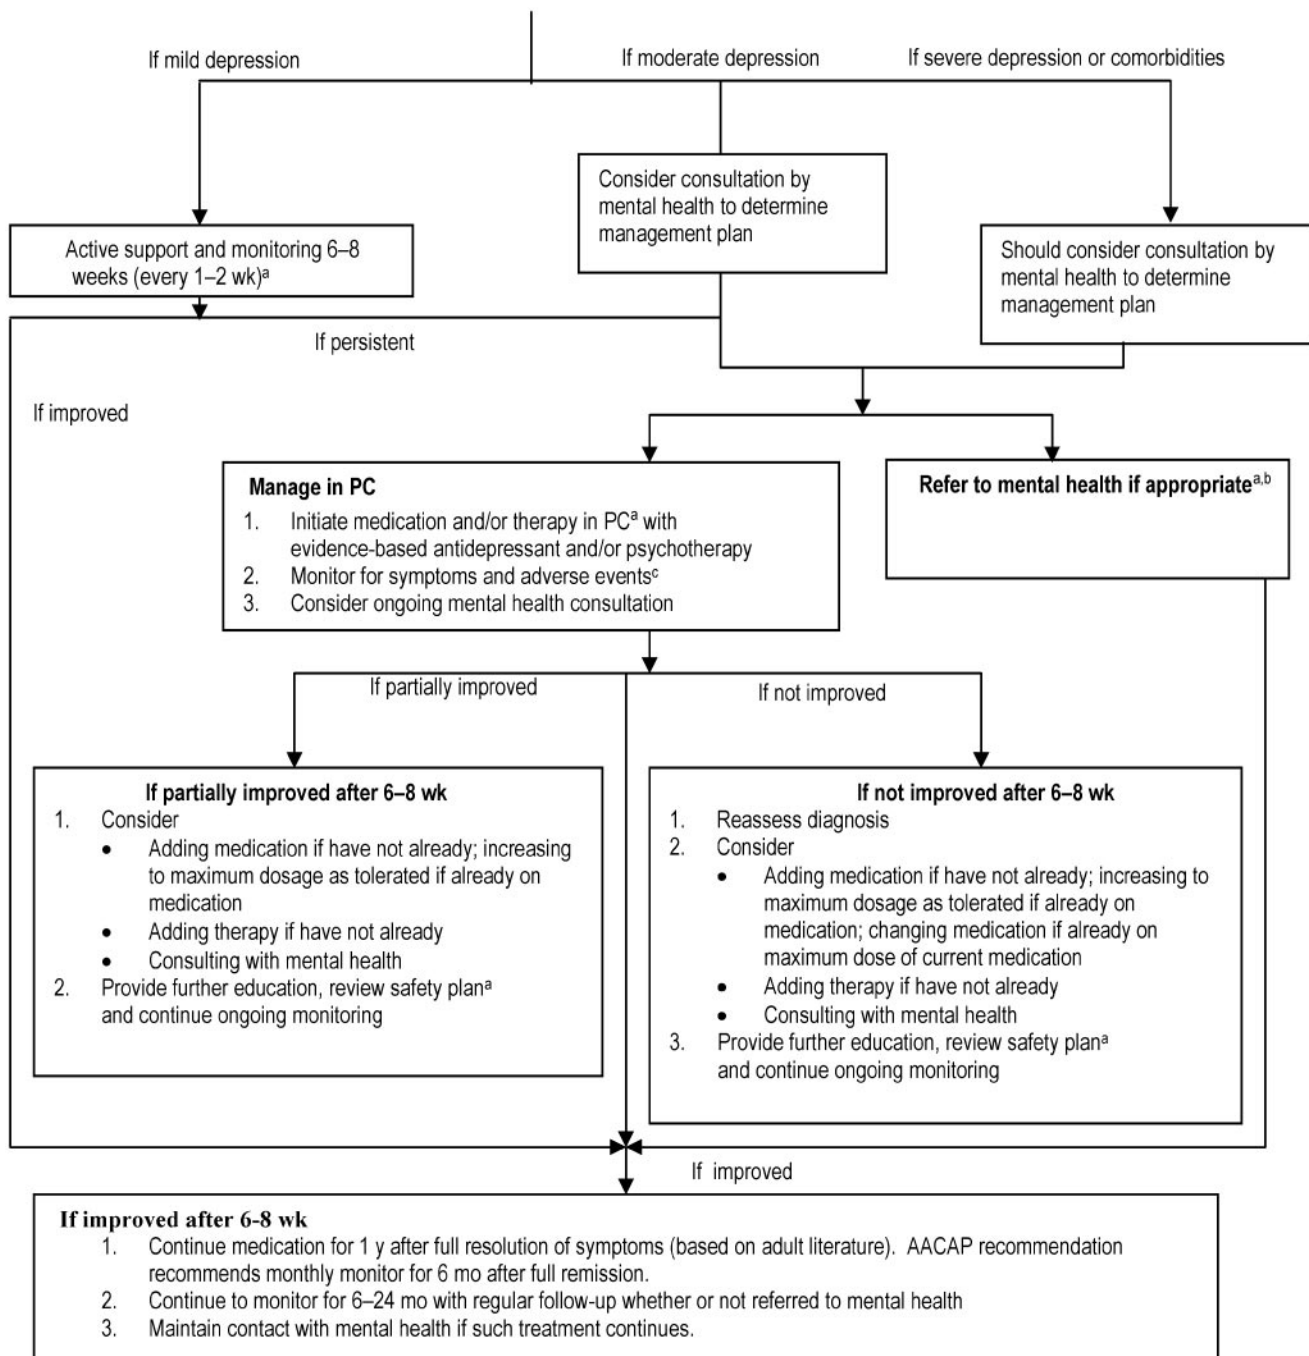 If mild depression
If moderate depression
If severe depression or comorbidities
Consider consultation by
mental health to determine
management plan
Active support and monitoring 6–8
weeks (every 1–2 wk)ᵃ
Should consider consultation by
mental health to determine
management plan
If persistent
If improved
Manage in PC
1. Initiate medication and/or therapy in PCᵃ with
evidence-based antidepressant and/or psychotherapy
2. Monitor for symptoms and adverse eventsᶜ
3. Consider ongoing mental health consultation
Refer to mental health if appropriateᵃ,ᵇ
If partially improved
If not improved
If partially improved after 6–8 wk
1. Consider
• Adding medication if have not already; increasing
to maximum dosage as tolerated if already on
medication
• Adding therapy if have not already
• Consulting with mental health
2. Provide further education, review safety planᵃ
and continue ongoing monitoring
If not improved after 6–8 wk
1. Reassess diagnosis
2. Consider
• Adding medication if have not already; increasing to
maximum dosage as tolerated if already on
medication; changing medication if already on
maximum dose of current medication
• Adding therapy if have not already
• Consulting with mental health
3. Provide further education, review safety planᵃ
and continue ongoing monitoring
If improved
If improved after 6-8 wk
1. Continue medication for 1 y after full resolution of symptoms (based on adult literature). AACAP recommendation
recommends monthly monitor for 6 mo after full remission.
2. Continue to monitor for 6–24 mo with regular follow-up whether or not referred to mental health
3. Maintain contact with mental health if such treatment continues.